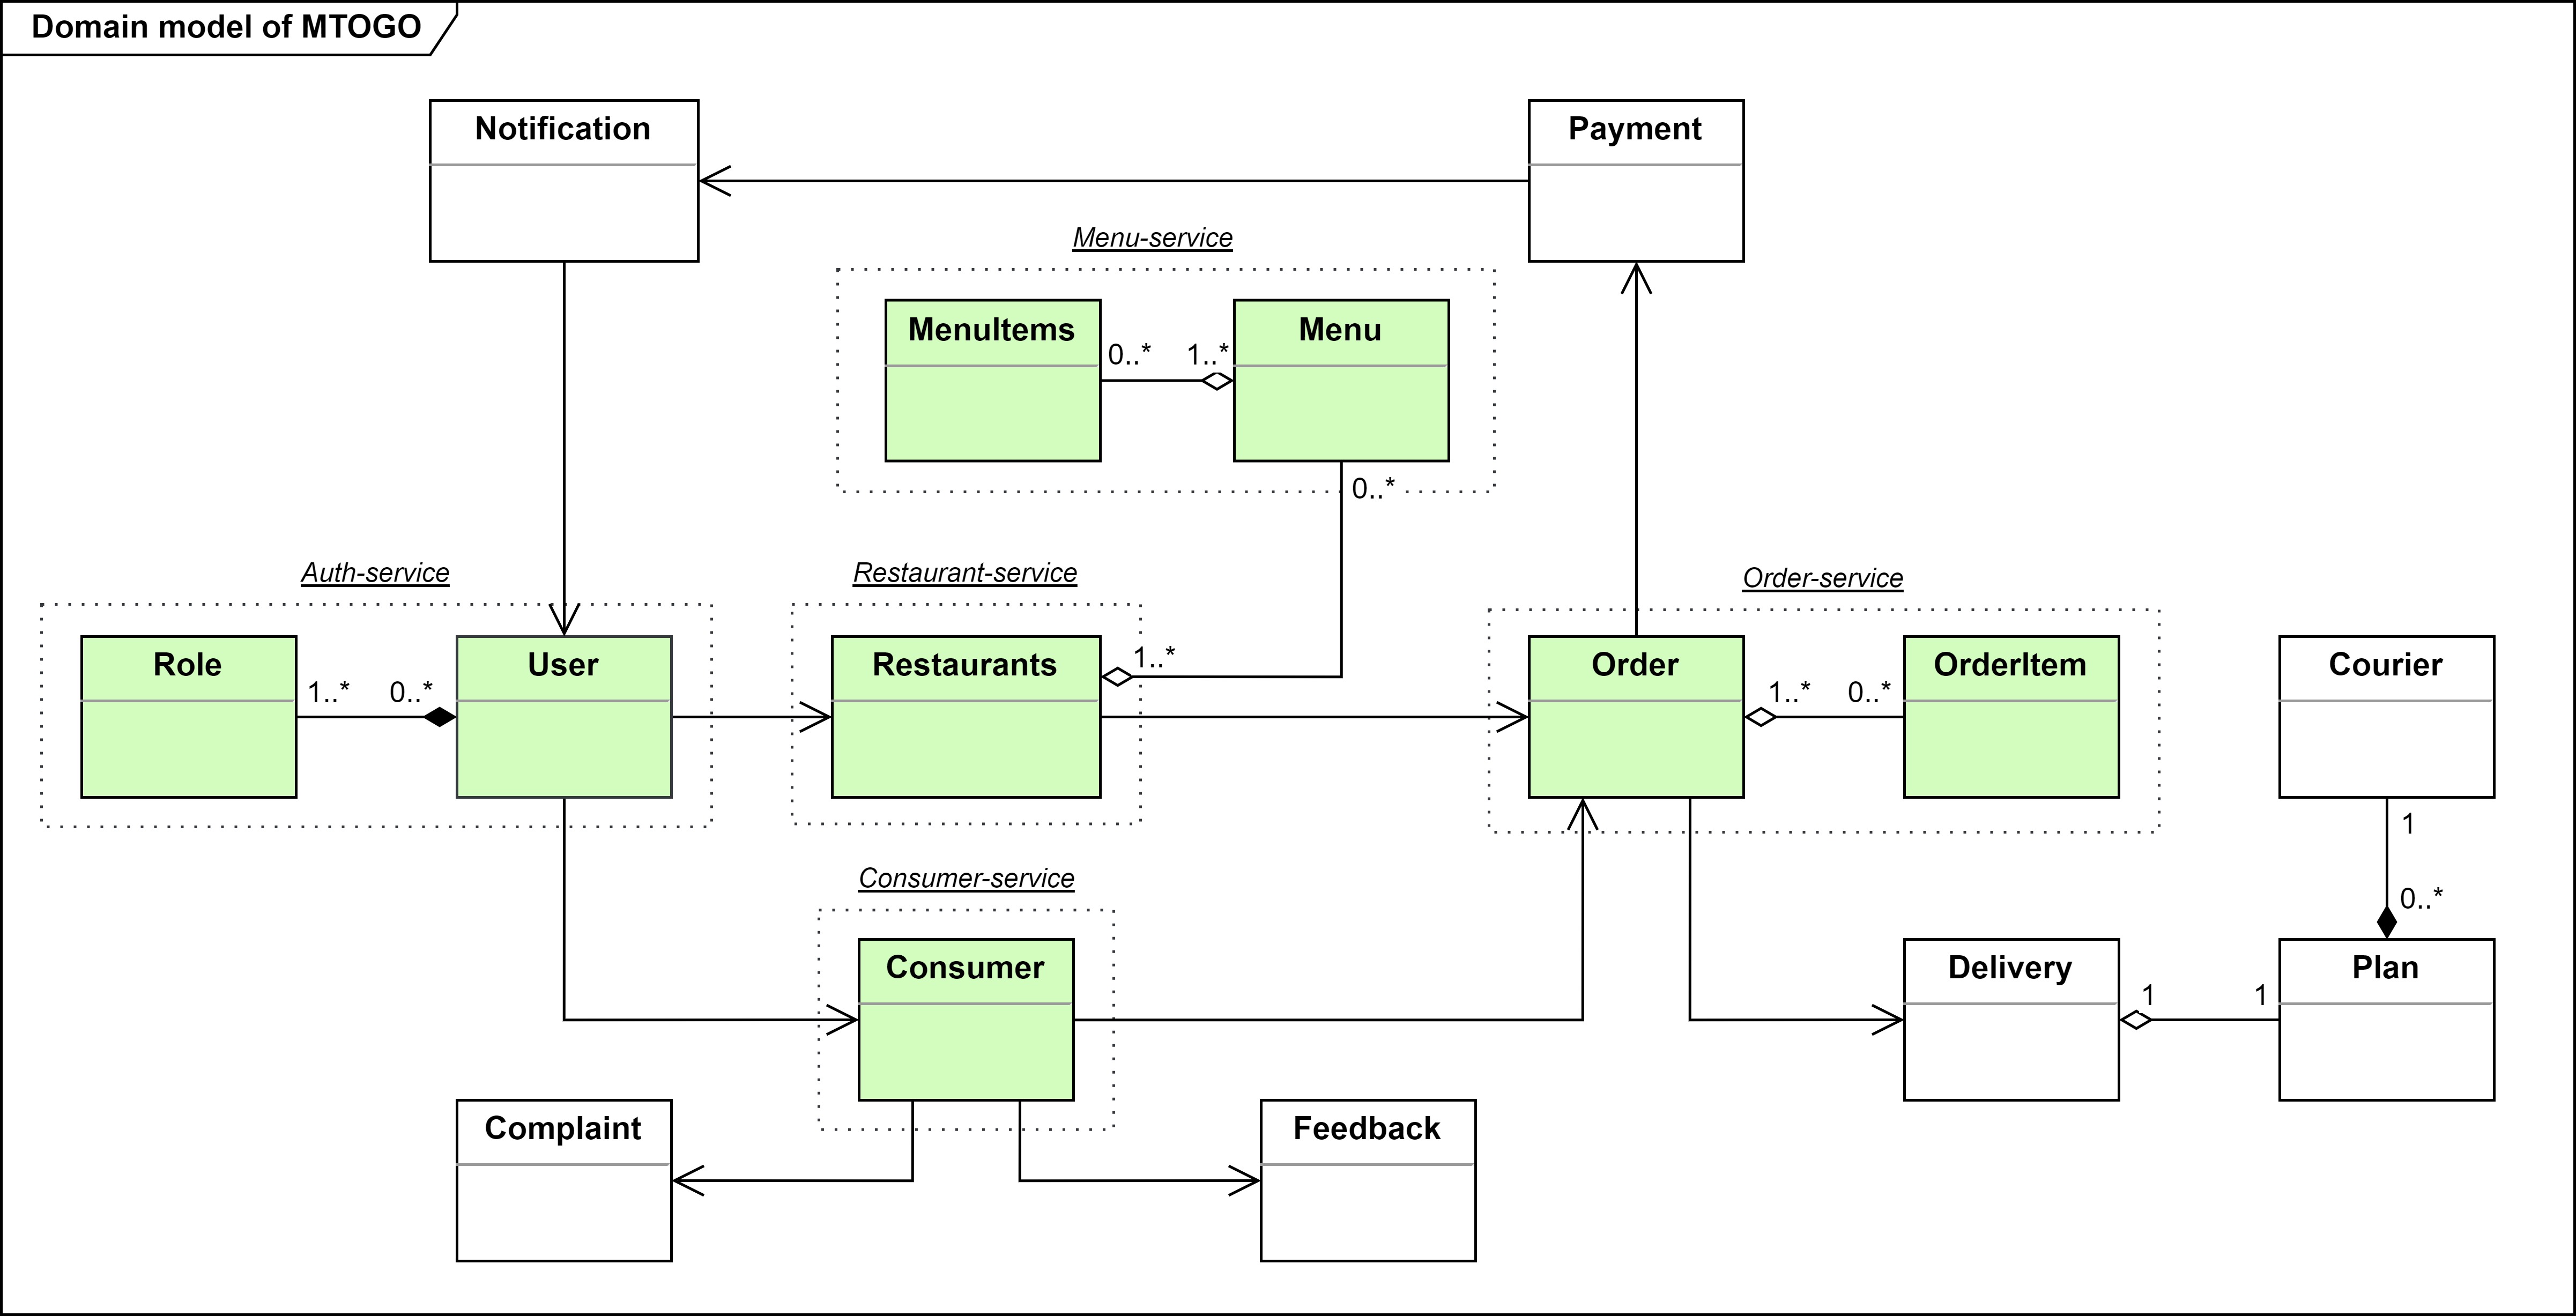 Domain model of MTOGO
Notification
Payment
Menu-service
MenuItems
0..*
1..*
Menu
0..*
Auth-service
Restaurant-service
Order-service
Role
1..*
0..*
User
Restaurants
1..*
Order
1..*
0..*
OrderItem
Courier
1
0..*
Consumer-service
Consumer
Delivery
1
1
Plan
Complaint
Feedback